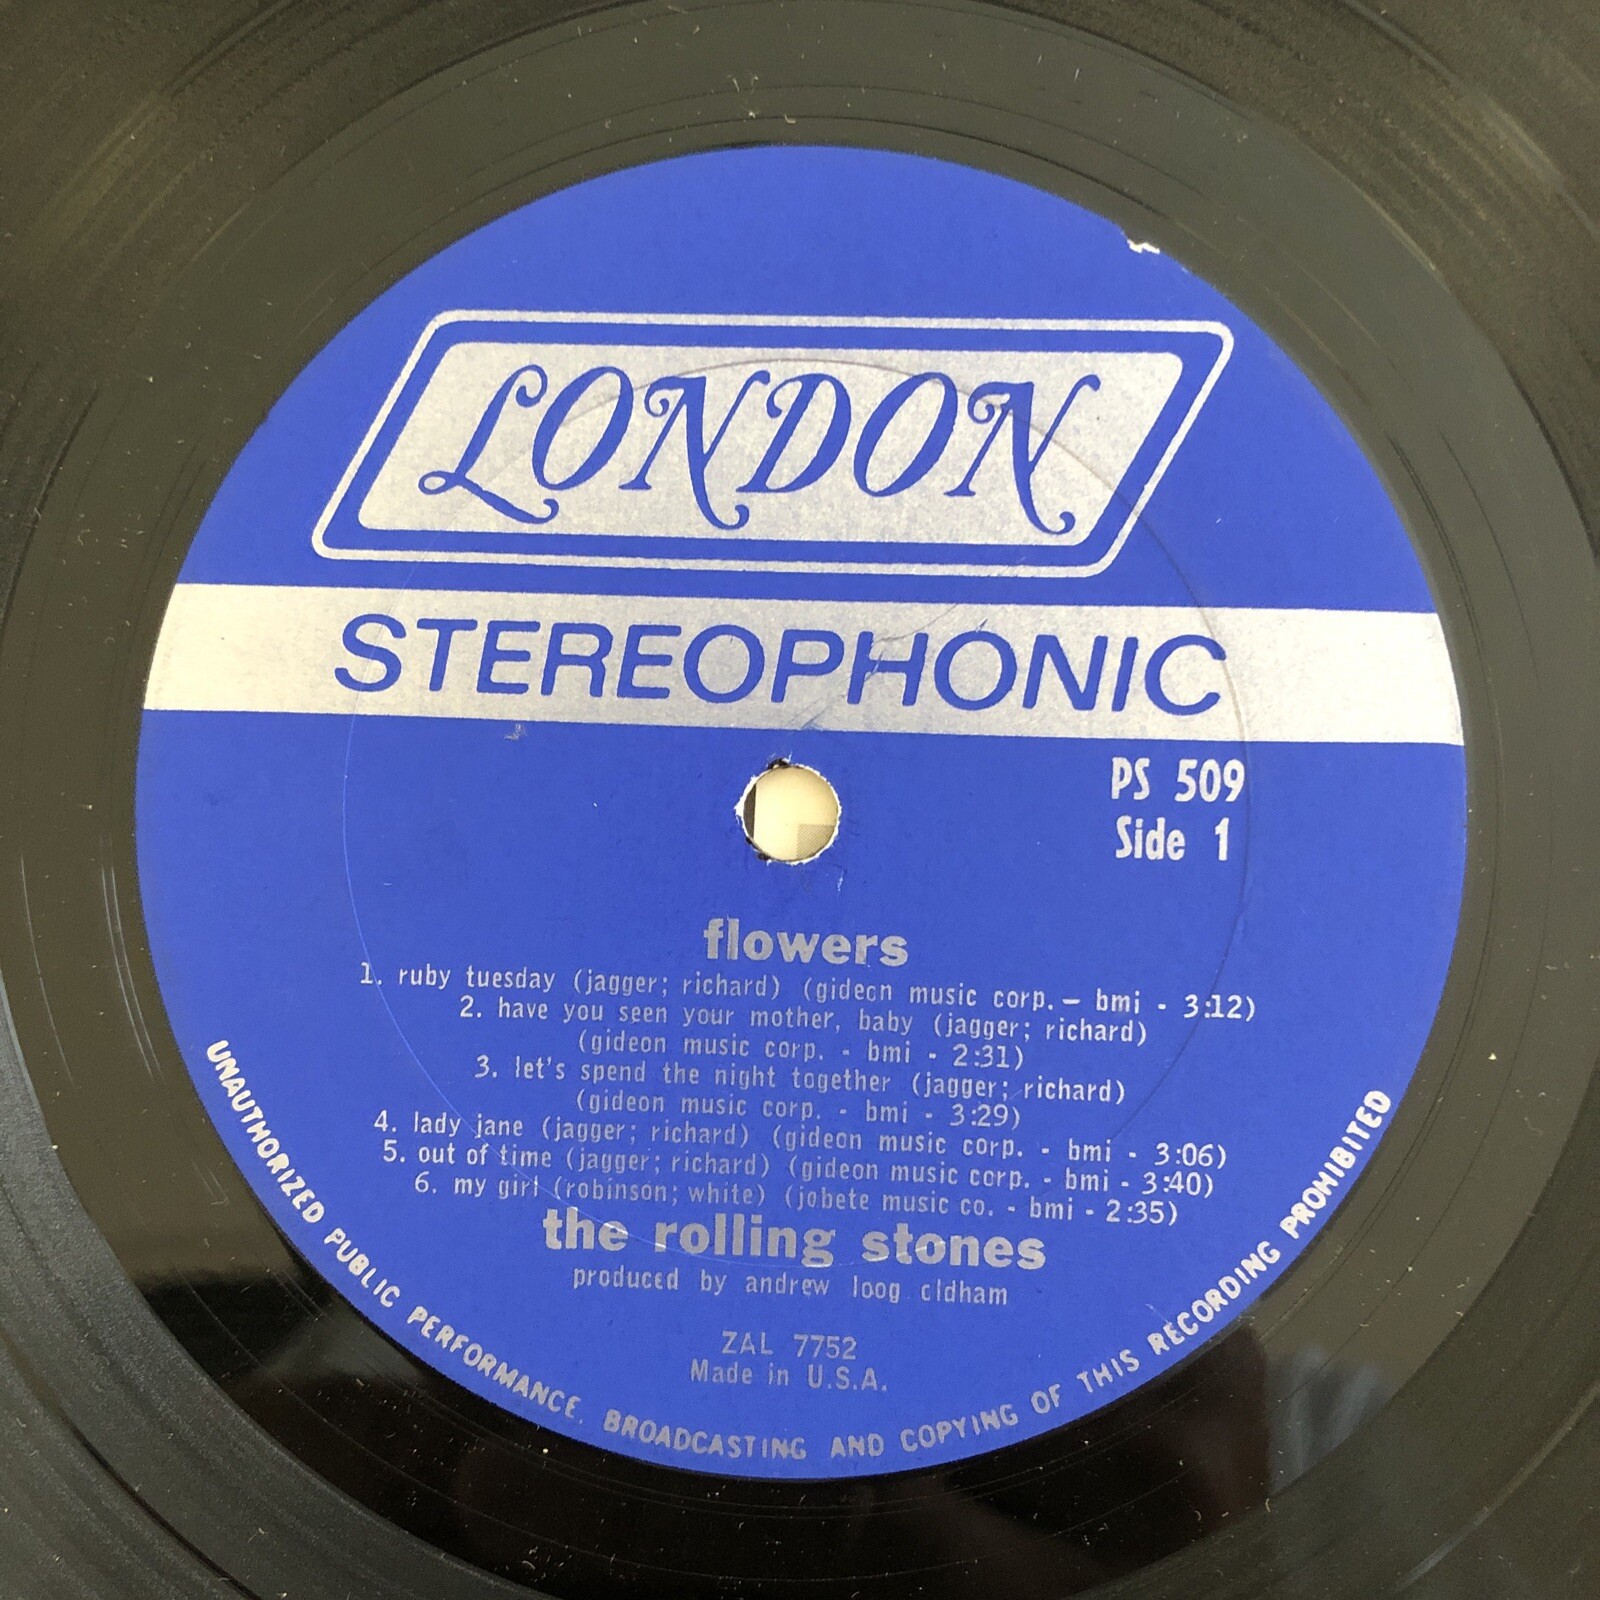 LONDON
STEREOPHONIC
PS 509
Side 1
flowers
1. ruby tuesday (jagger; richard) (gideon music corp. - bmi - 3:12)
2. have you seen your mother, baby (jagger; richard)
(gideon music corp. - bmi - 2:31)
3. let's spend the night together (jagger; richard)
(gideon music corp. - bmi - 3:29)
4. lady jane (jagger; richard) (gideon music corp. - bmi - 3:06)
5. out of time (jagger; richard) (gideon music corp. - bmi - 3:40)
6. my girl (robinson; white) (jobete music co. - bmi - 2:35)
the rolling stones
produced by andrew loog oldham
ZAL 7752
Made in U.S.A.
UNAUTHORIZED PUBLIC PERFORMANCE, BROADCASTING AND COPYING OF THIS RECORDING PROHIBITED